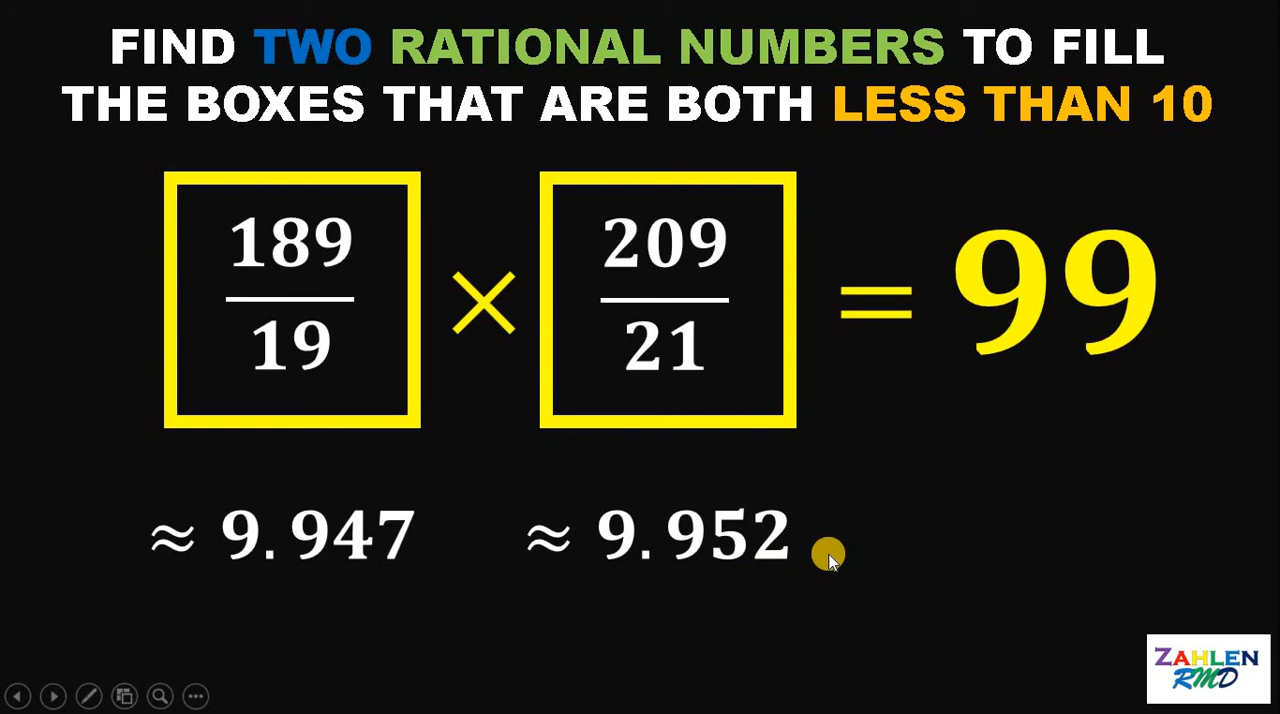 FIND TWO RATIONAL NUMBERS TO FILL
THE BOXES THAT ARE BOTH LESS THAN 10
189/19 × 209/21 = 99
≈ 9.947 ≈ 9.952
ZAHLEN
RMD